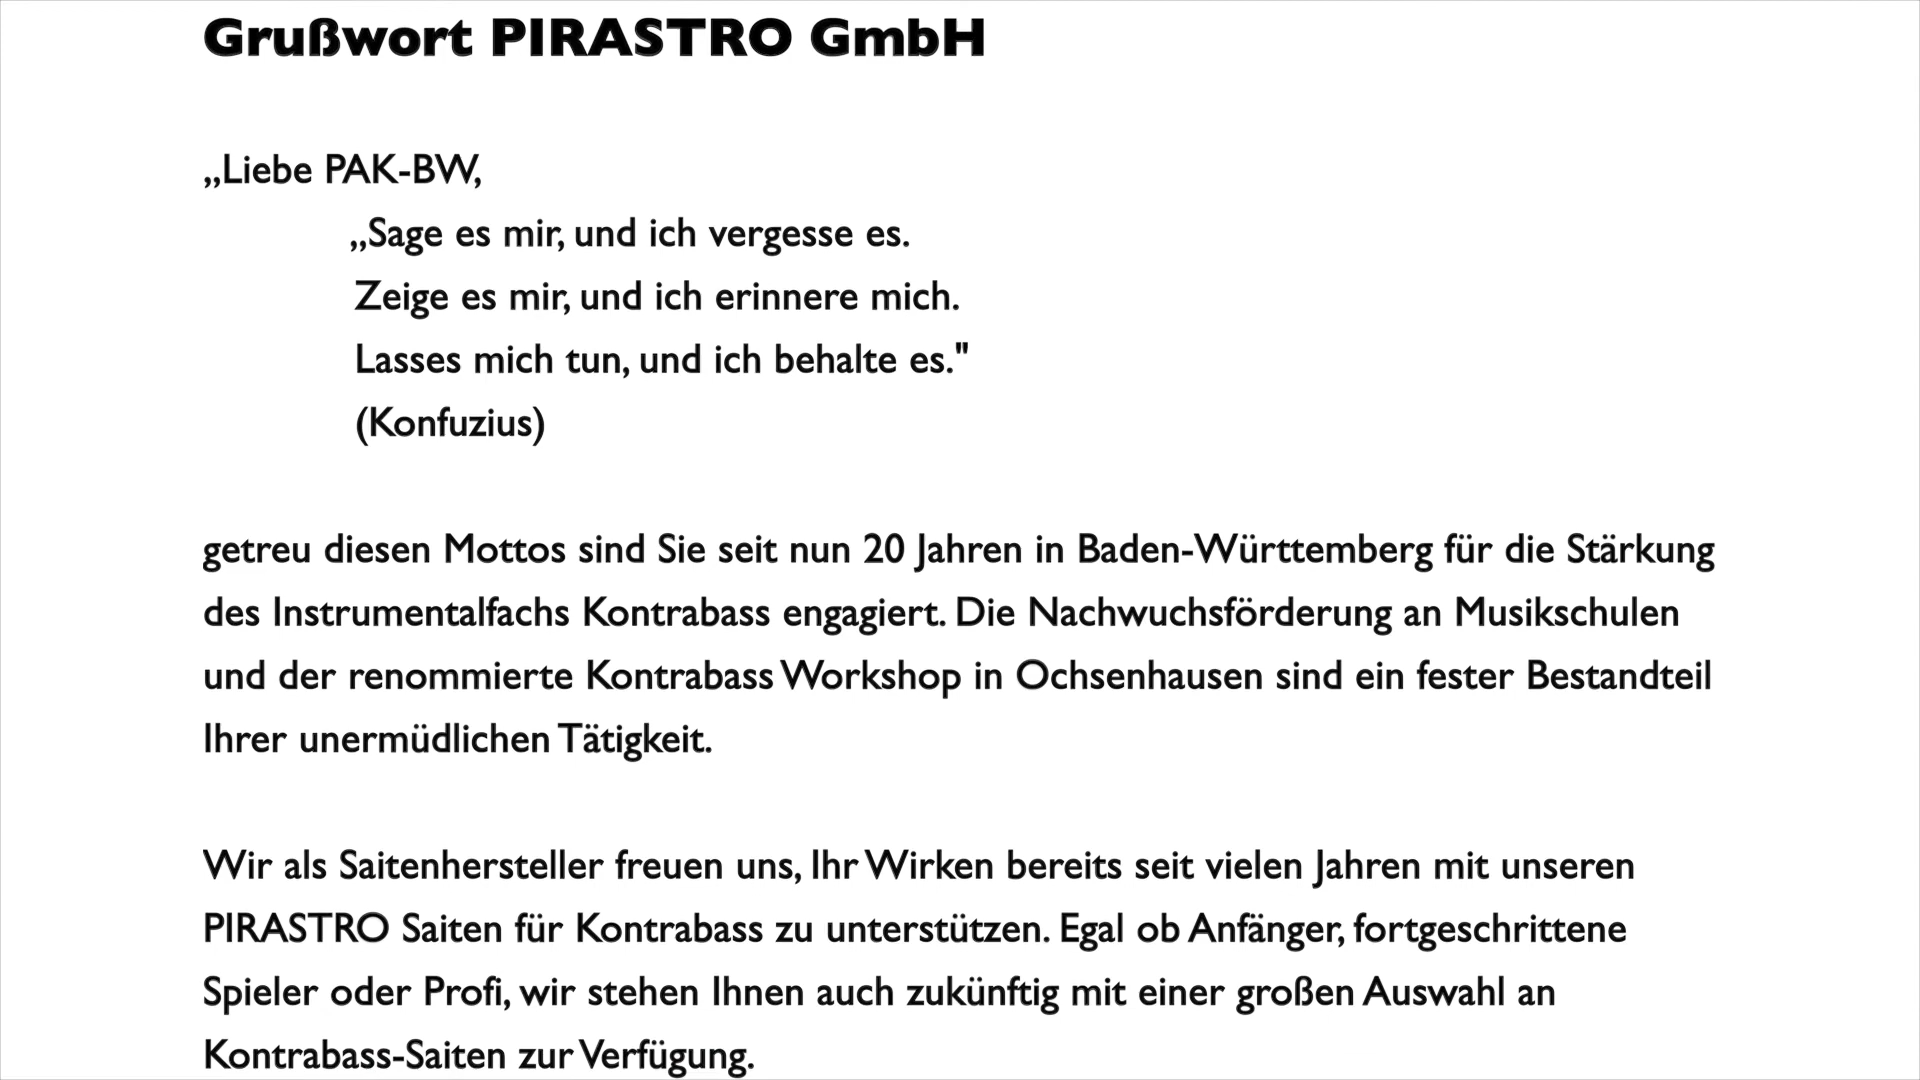 Grußwort PIRASTRO GmbH
„Liebe PAK-BW,
„Sage es mir, und ich vergesse es.
Zeige es mir, und ich erinnere mich.
Lasses mich tun, und ich behalte es."
(Konfuzius)
getreu diesen Mottos sind Sie seit nun 20 Jahren in Baden-Württemberg für die Stärkung
des Instrumentalfachs Kontrabass engagiert. Die Nachwuchsförderung an Musikschulen
und der renommierte Kontrabass Workshop in Ochsenhausen sind ein fester Bestandteil
Ihrer unermüdlichen Tätigkeit.
Wir als Saitenhersteller freuen uns, Ihr Wirken bereits seit vielen Jahren mit unseren
PIRASTRO Saiten für Kontrabass zu unterstützen. Egal ob Anfänger, fortgeschrittene
Spieler oder Profi, wir stehen Ihnen auch zukünftig mit einer großen Auswahl an
Kontrabass-Saiten zur Verfügung.